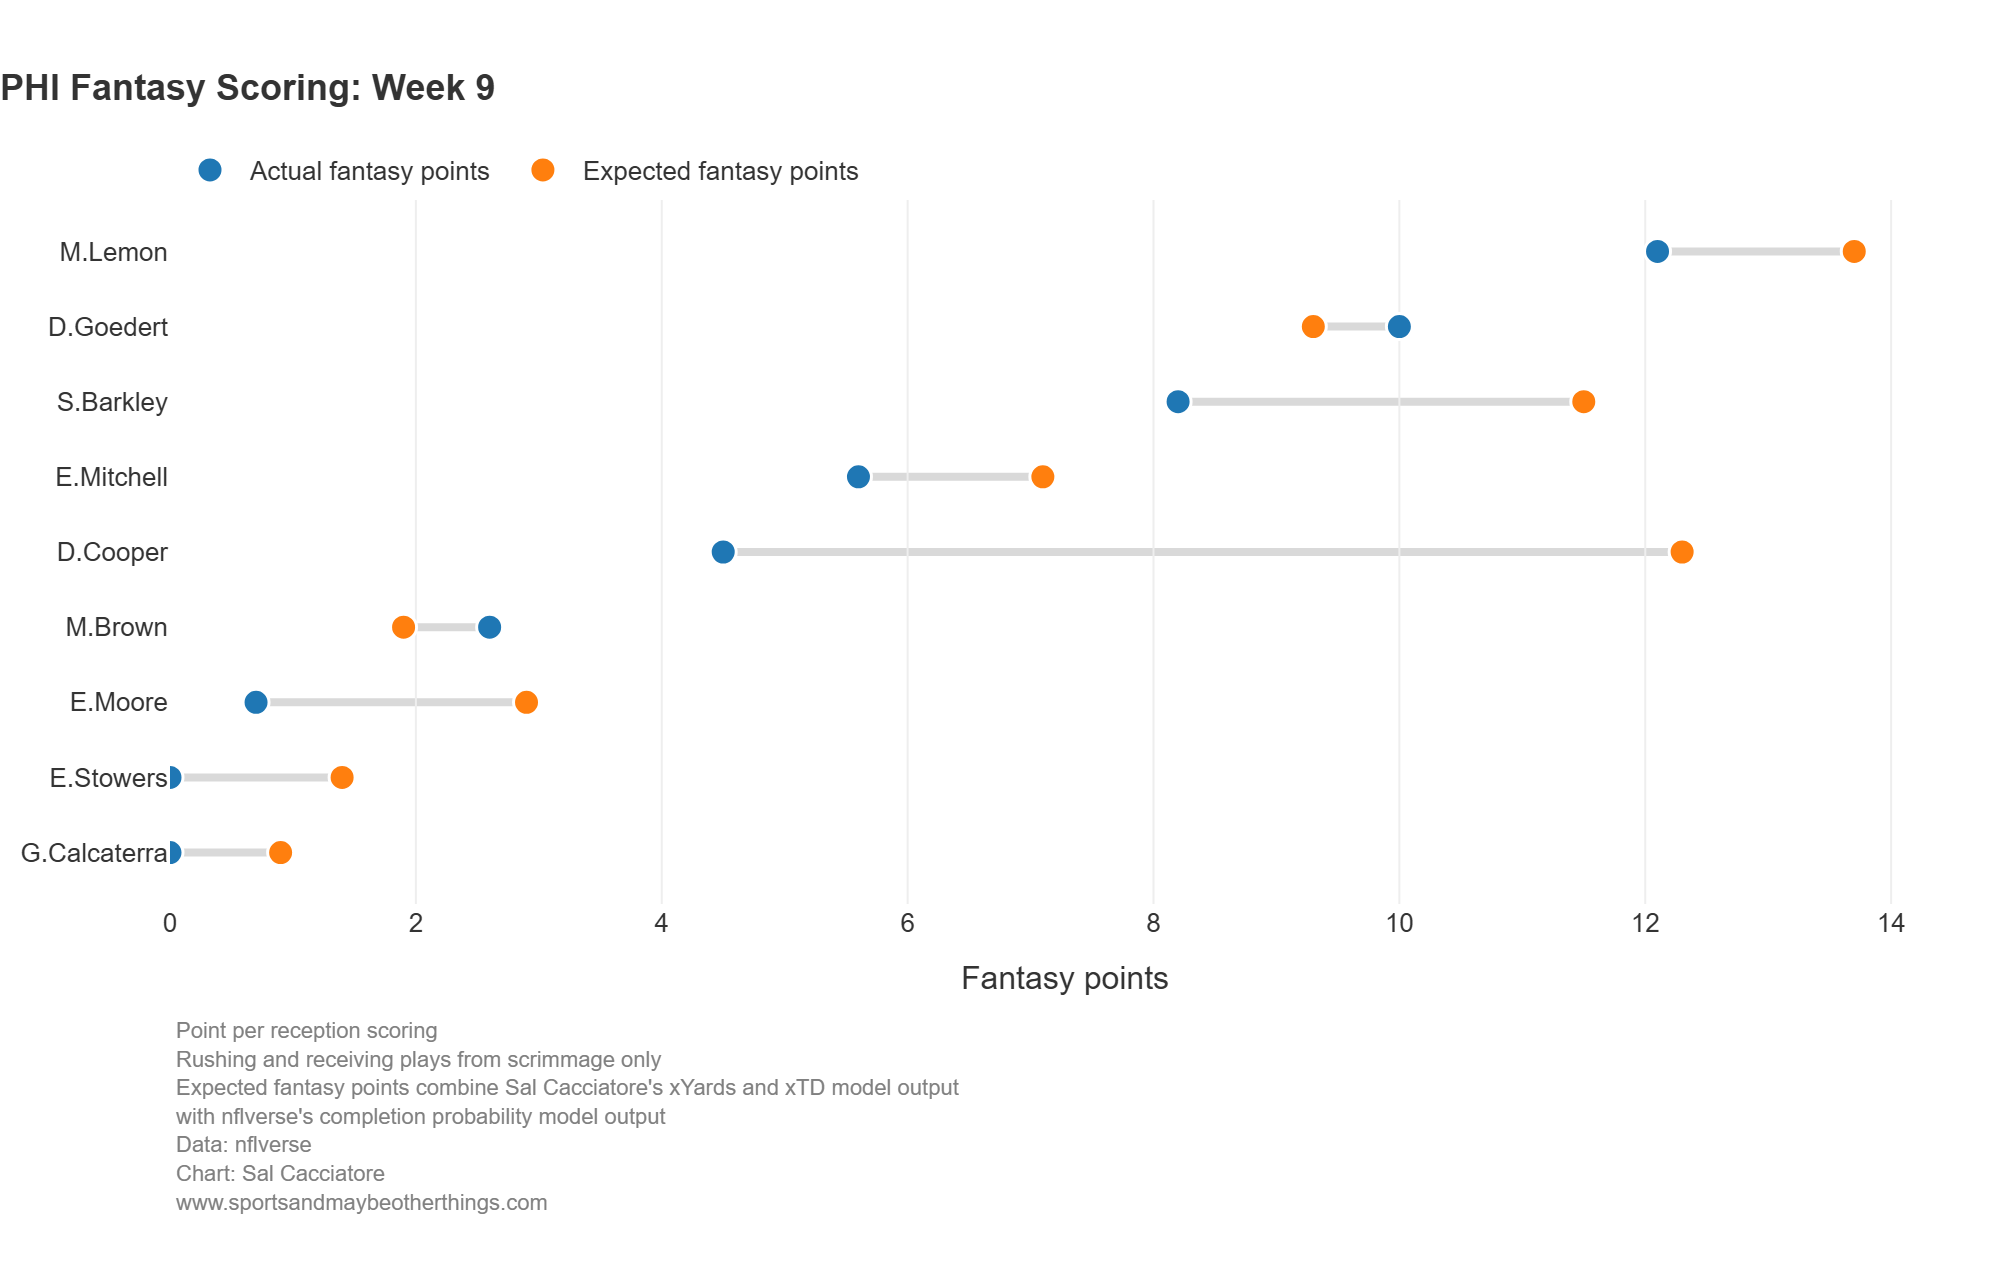 PHI Fantasy Scoring: Week 9
Actual fantasy points
Expected fantasy points
M.Lemon
D.Goedert
S.Barkley
E.Mitchell
D.Cooper
M.Brown
E.Moore
E.Stowers
G.Calcaterra
0 2 4 6 8 10 12 14
Fantasy points
Point per reception scoring
Rushing and receiving plays from scrimmage only
Expected fantasy points combine Sal Cacciatore's xYards and xTD model output
with nflverse's completion probability model output
Data: nflverse
Chart: Sal Cacciatore
www.sportsandmaybeotherthings.com